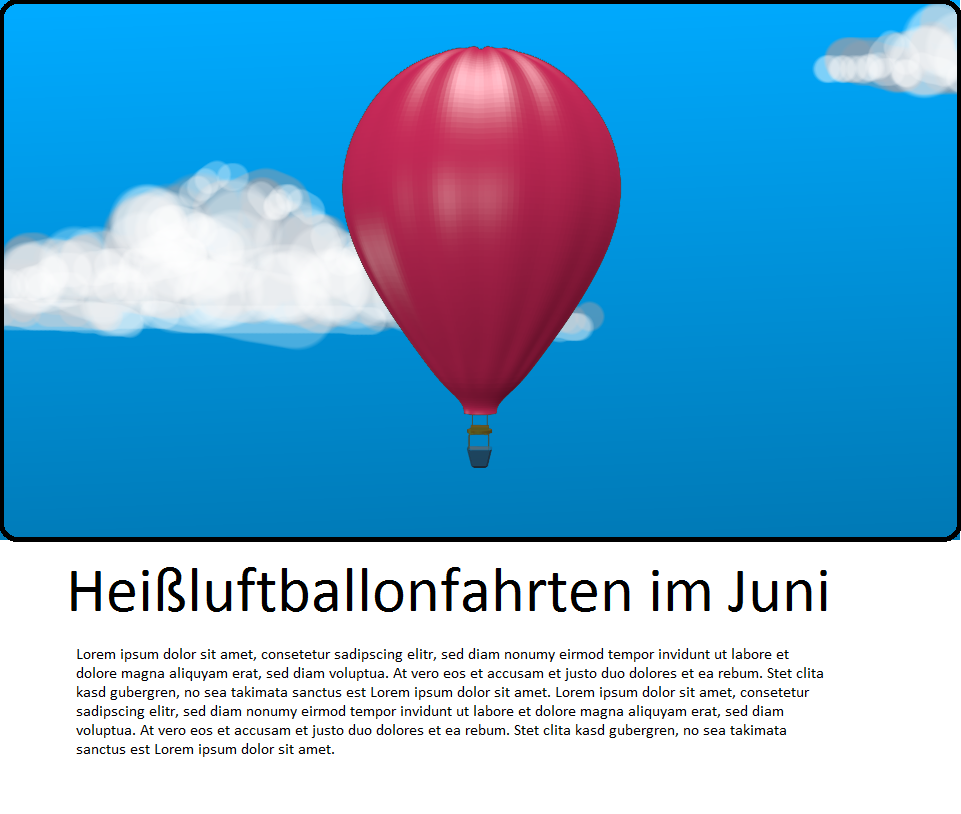 Heißluftballonfahrten im Juni
Lorem ipsum dolor sit amet, consetetur sadipscing elitr, sed diam nonumy eirmod tempor invidunt ut labore et
dolore magna aliquyam erat, sed diam voluptua. At vero eos et accusam et justo duo dolores et ea rebum. Stet clita
kasd gubergren, no sea takimata sanctus est Lorem ipsum dolor sit amet. Lorem ipsum dolor sit amet, consetetur
sadipscing elitr, sed diam nonumy eirmod tempor invidunt ut labore et dolore magna aliquyam erat, sed diam
voluptua. At vero eos et accusam et justo duo dolores et ea rebum. Stet clita kasd gubergren, no sea takimata
sanctus est Lorem ipsum dolor sit amet.